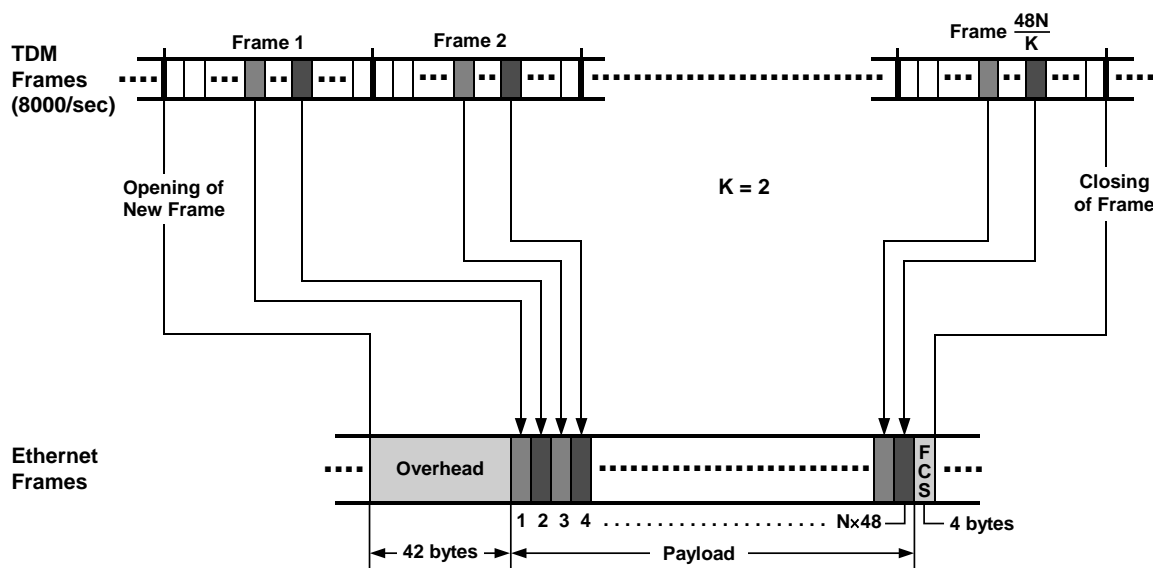 TDM
Frames
(8000/sec)
Frame 1
Frame 2
Frame 48N
K
Opening of
New Frame
K = 2
Closing
of Frame
Ethernet
Frames
Overhead
F
C
S
1 2 3 4 . . . . . . . . . . . . . . . . . . . . N×48
4 bytes
42 bytes
Payload